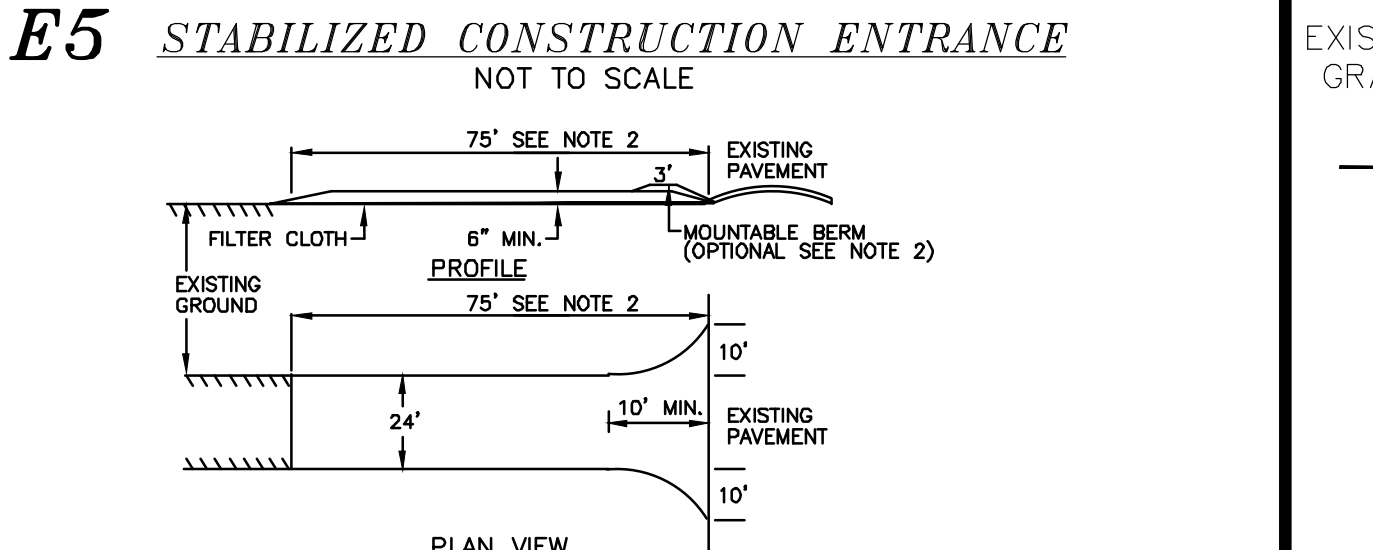 E5 STABILIZED CONSTRUCTION ENTRANCE
NOT TO SCALE
75' SEE NOTE 2
EXISTING
PAVEMENT
3'
FILTER CLOTH
6" MIN.
MOUNTABLE BERM
(OPTIONAL SEE NOTE 2)
PROFILE
EXISTING
GROUND
75' SEE NOTE 2
10'
24'
10' MIN.
EXISTING
PAVEMENT
10'
PLAN VIEW
EXIS
GRA